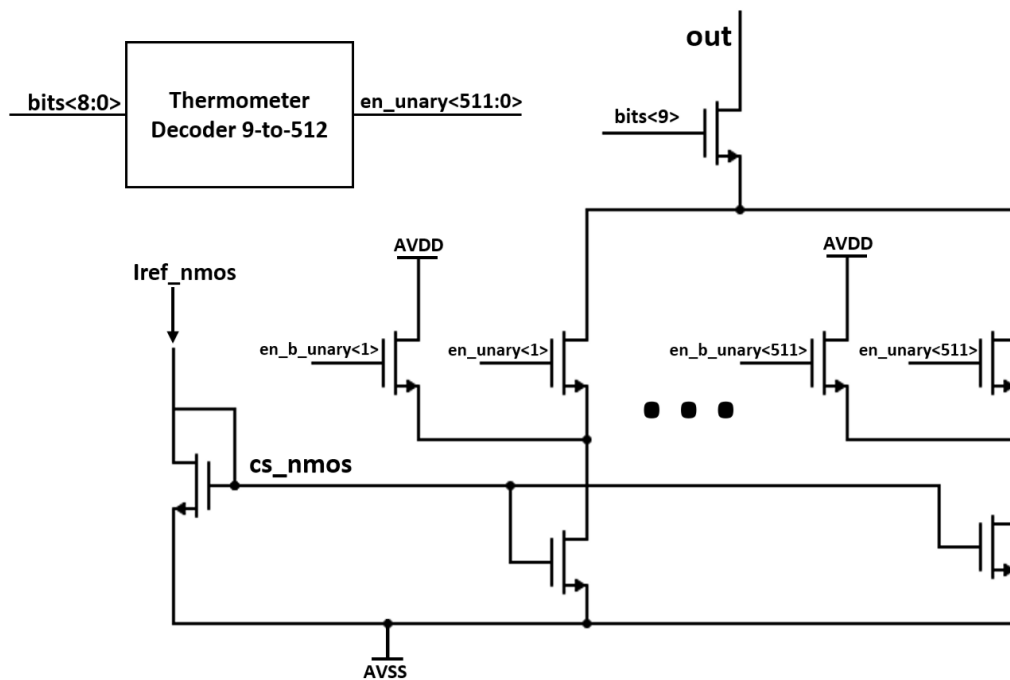 out
bits<8:0>
Thermometer
Decoder 9-to-512
en_unary<511:0>
bits<9>
AVDD
AVDD
Iref_nmos
en_b_unary<1>
en_unary<1>
en_b_unary<511>
en_unary<511>
cs_nmos
AVSS